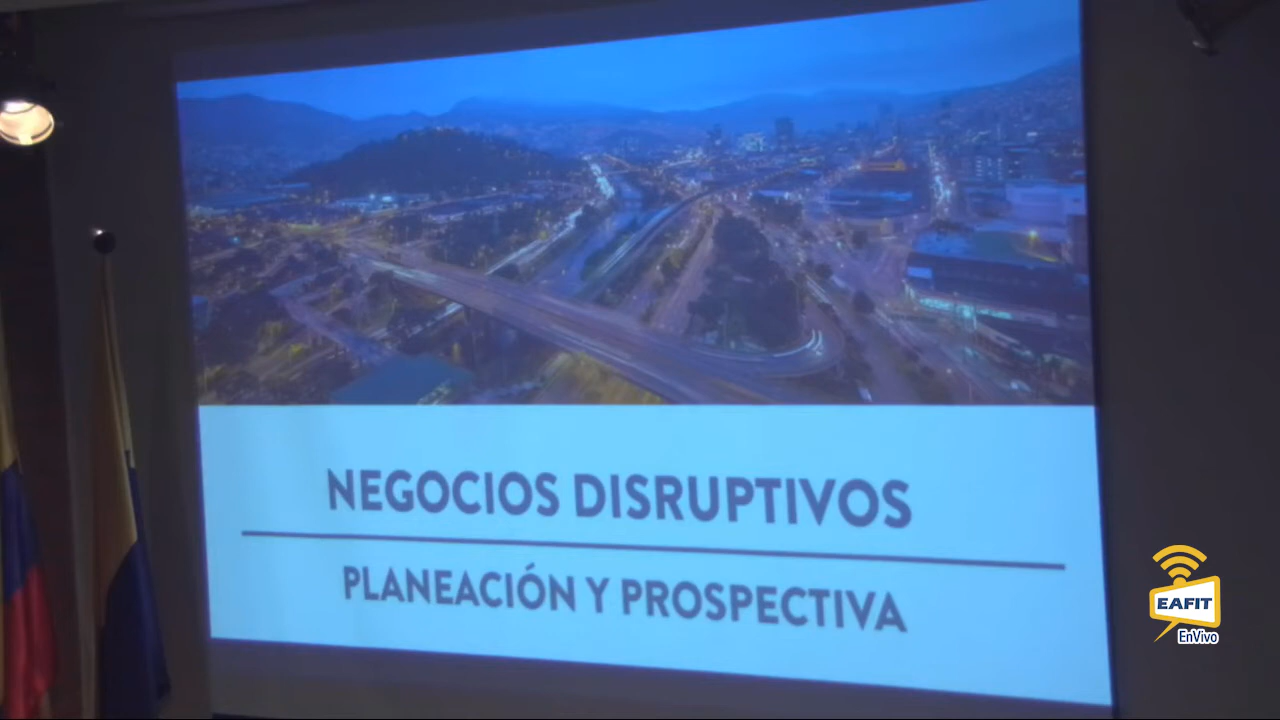 NEGOCIOS DISRUPTIVOS
PLANEACIÓN Y PROSPECTIVA
EAFIT
EnVivo